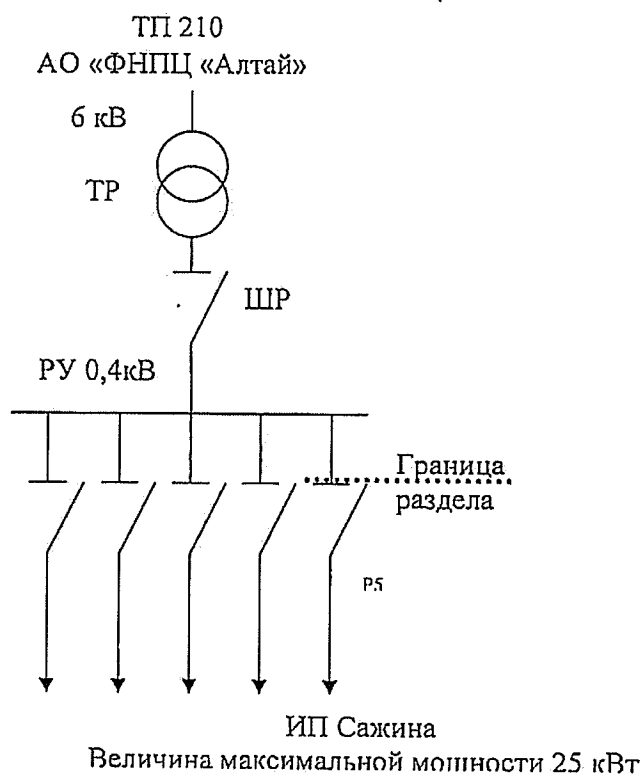 ТП 210
АО «ФНПЦ «Алтай»
6 кВ
ТР
ШР
РУ 0,4кВ
Граница
раздела
Р5
ИП Сажина
Величина максимальной мощности 25 кВт